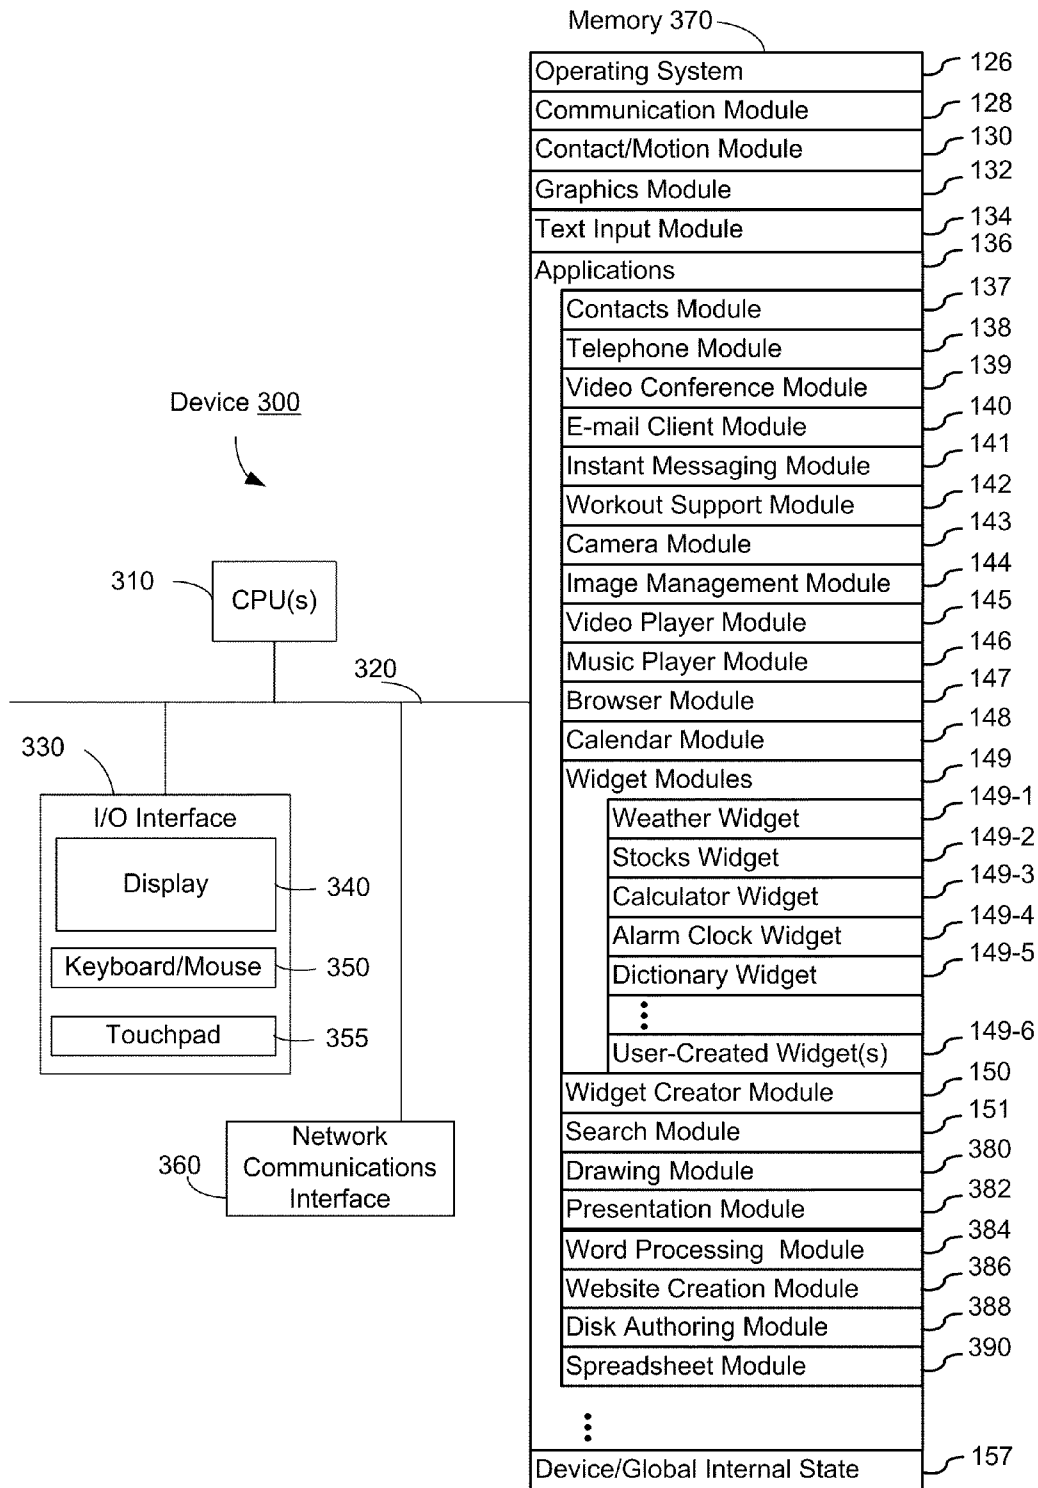 Memory 370
Operating System
126
Communication Module
128
Contact/Motion Module
130
Graphics Module
132
Text Input Module
134
Applications
136
Contacts Module
137
Telephone Module
138
Video Conference Module
139
E-mail Client Module
140
Instant Messaging Module
141
Workout Support Module
142
Camera Module
143
Image Management Module
144
Video Player Module
145
Music Player Module
146
Browser Module
147
Calendar Module
148
Widget Modules
149
Weather Widget
149-1
Stocks Widget
149-2
Calculator Widget
149-3
Alarm Clock Widget
149-4
Dictionary Widget
149-5
User-Created Widget(s)
149-6
Widget Creator Module
150
Search Module
151
Drawing Module
380
Presentation Module
382
Word Processing Module
384
Website Creation Module
386
Disk Authoring Module
388
Spreadsheet Module
390
Device/Global Internal State
157
Device 300
310
CPU(s)
320
330
I/O Interface
Display
340
Keyboard/Mouse
350
Touchpad
355
360
Network
Communications
Interface